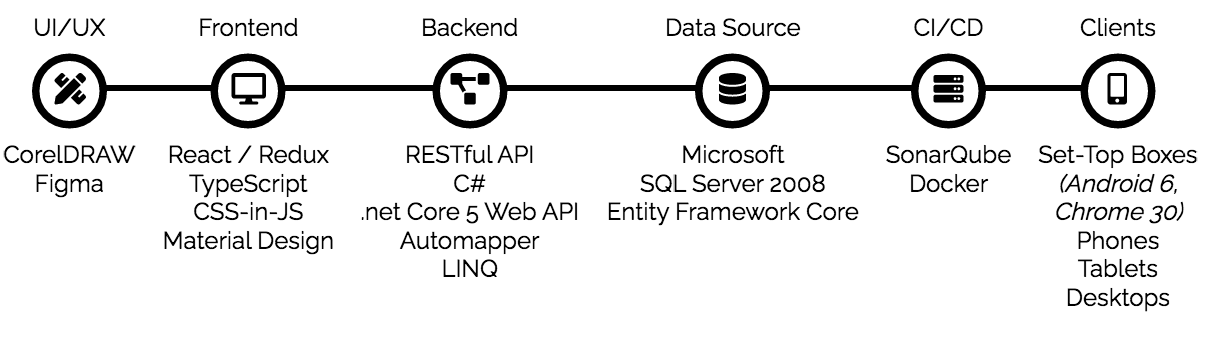 UI/UX
Frontend
Backend
Data Source
CI/CD
Clients
CorelDRAW
Figma
React / Redux
TypeScript
CSS-in-JS
Material Design
RESTful API
C#
.net Core 5 Web API
Automapper
LINQ
Microsoft
SQL Server 2008
Entity Framework Core
SonarQube
Docker
Set-Top Boxes
(Android 6,
Chrome 30)
Phones
Tablets
Desktops